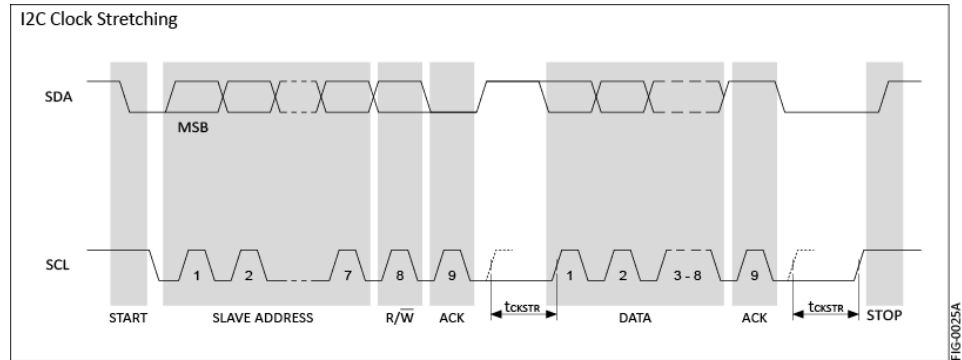 I2C Clock Stretching
SDA
MSB
SCL
1 2 7 8 9 1 2 3 - 8 9
tCKSTR tCKSTR
START SLAVE ADDRESS R/W̅ ACK DATA ACK STOP
FIG-0025A